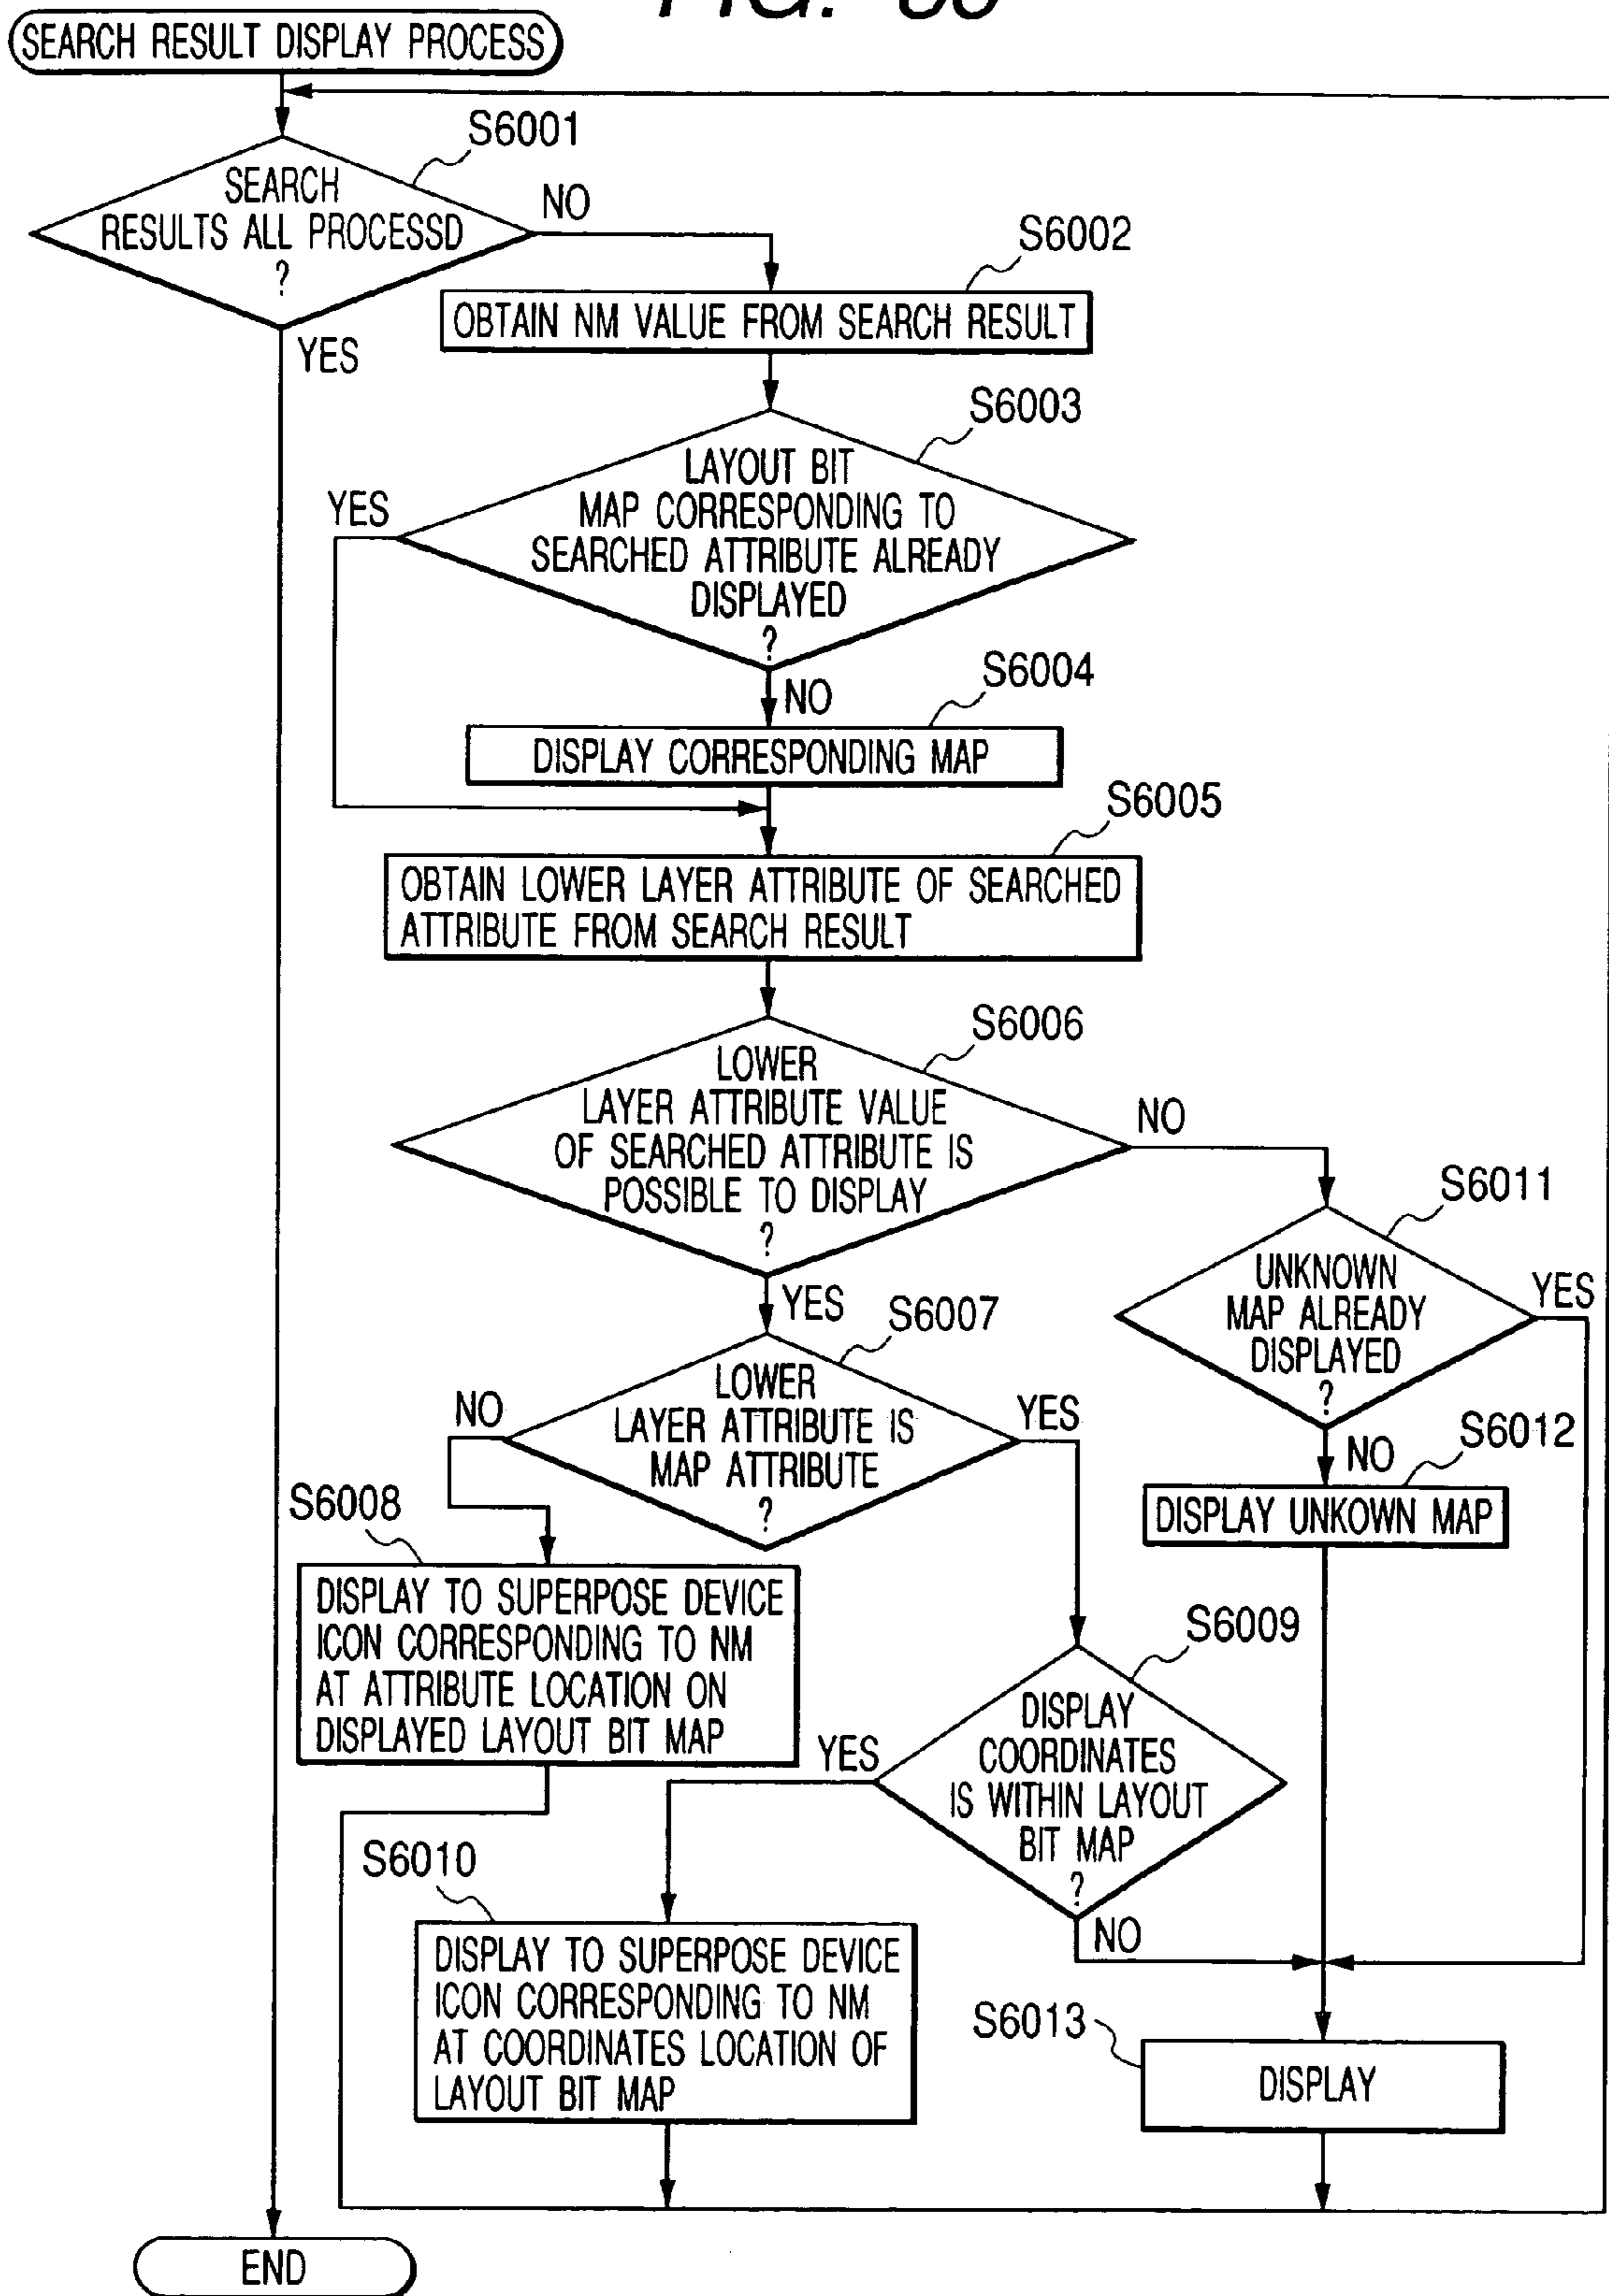 FIG.
SEARCH RESULT DISPLAY PROCESS
S6001
SEARCH
RESULTS ALL PROCESSD
?
NO
YES
S6002
OBTAIN NM VALUE FROM SEARCH RESULT
S6003
LAYOUT BIT
MAP CORRESPONDING TO
SEARCHED ATTRIBUTE ALREADY
DISPLAYED
?
YES
NO
S6004
DISPLAY CORRESPONDING MAP
S6005
OBTAIN LOWER LAYER ATTRIBUTE OF SEARCHED
ATTRIBUTE FROM SEARCH RESULT
S6006
LOWER
LAYER ATTRIBUTE VALUE
OF SEARCHED ATTRIBUTE IS
POSSIBLE TO DISPLAY
?
NO
YES
S6011
UNKNOWN
MAP ALREADY
DISPLAYED
?
YES
NO
S6012
DISPLAY UNKOWN MAP
S6007
LOWER
LAYER ATTRIBUTE IS
MAP ATTRIBUTE
?
NO
YES
S6008
DISPLAY TO SUPERPOSE DEVICE
ICON CORRESPONDING TO NM
AT ATTRIBUTE LOCATION ON
DISPLAYED LAYOUT BIT MAP
S6009
DISPLAY
COORDINATES
IS WITHIN LAYOUT
BIT MAP
?
YES
NO
S6010
DISPLAY TO SUPERPOSE DEVICE
ICON CORRESPONDING TO NM
AT COORDINATES LOCATION OF
LAYOUT BIT MAP
S6013
DISPLAY
END